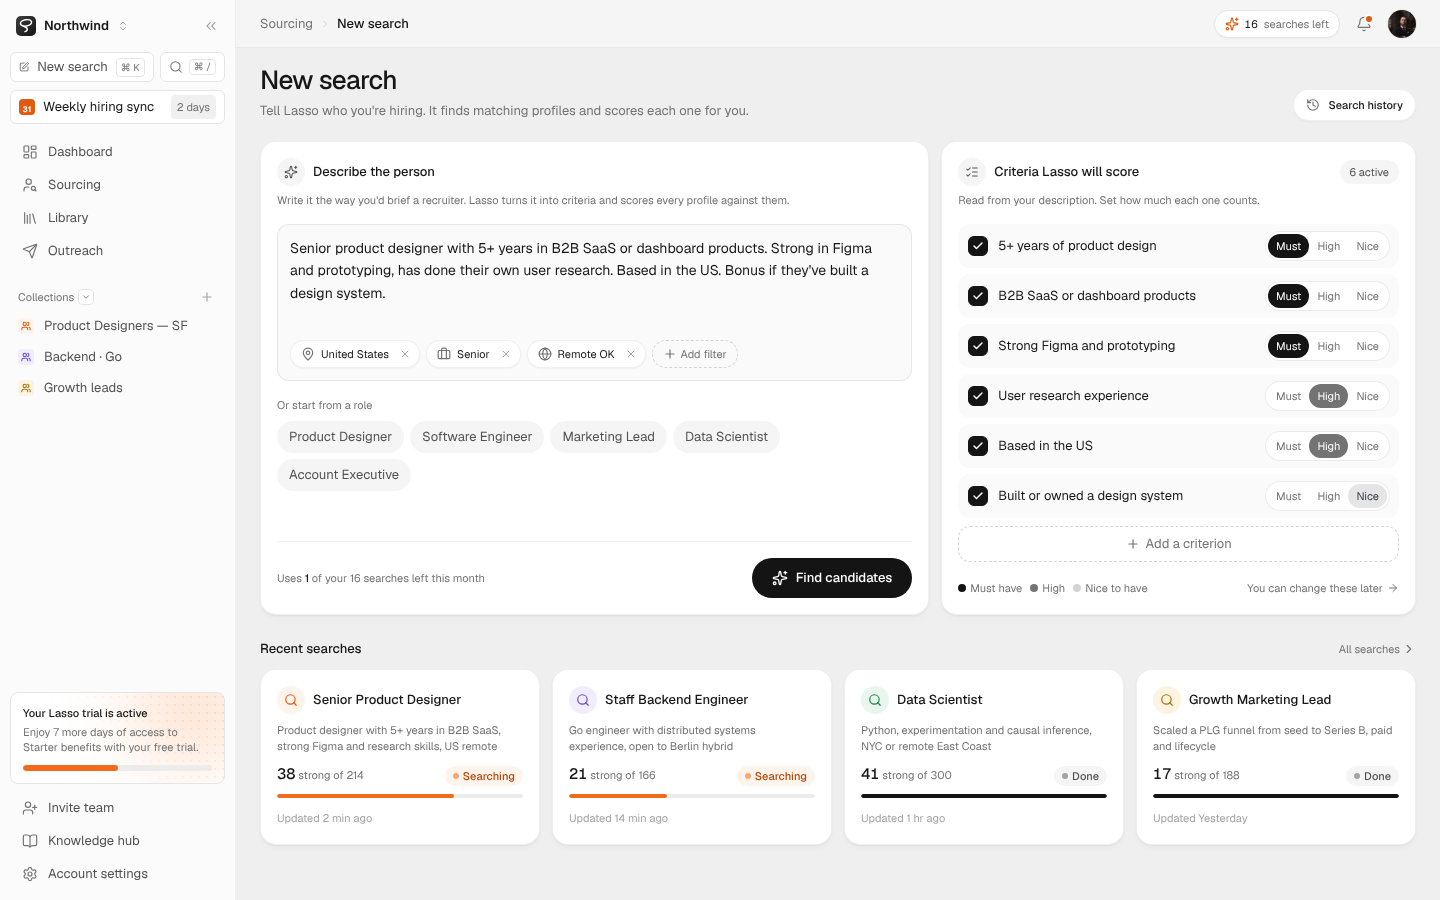 Northwind
New search ⌘ K ⌘ /
31 Weekly hiring sync 2 days
Dashboard
Sourcing
Library
Outreach
Collections
Product Designers — SF
Backend · Go
Growth leads
Your Lasso trial is active
Enjoy 7 more days of access to
Starter benefits with your free trial.
Invite team
Knowledge hub
Account settings
Sourcing New search
16 searches left
New search
Tell Lasso who you're hiring. It finds matching profiles and scores each one for you.
Search history
Describe the person
Write it the way you'd brief a recruiter. Lasso turns it into criteria and scores every profile against them.
Senior product designer with 5+ years in B2B SaaS or dashboard products. Strong in Figma
and prototyping, has done their own user research. Based in the US. Bonus if they've built a
design system.
United States Senior Remote OK Add filter
Or start from a role
Product Designer Software Engineer Marketing Lead Data Scientist
Account Executive
Uses 1 of your 16 searches left this month
Find candidates
Criteria Lasso will score 6 active
Read from your description. Set how much each one counts.
5+ years of product design Must High Nice
B2B SaaS or dashboard products Must High Nice
Strong Figma and prototyping Must High Nice
User research experience Must High Nice
Based in the US Must High Nice
Built or owned a design system Must High Nice
Add a criterion
Must have High Nice to have You can change these later
Recent searches All searches
Senior Product Designer
Product designer with 5+ years in B2B SaaS,
strong Figma and research skills, US remote
38 strong of 214 Searching
Updated 2 min ago
Staff Backend Engineer
Go engineer with distributed systems
experience, open to Berlin hybrid
21 strong of 166 Searching
Updated 14 min ago
Data Scientist
Python, experimentation and causal inference,
NYC or remote East Coast
41 strong of 300 Done
Updated 1 hr ago
Growth Marketing Lead
Scaled a PLG funnel from seed to Series B, paid
and lifecycle
17 strong of 188 Done
Updated Yesterday